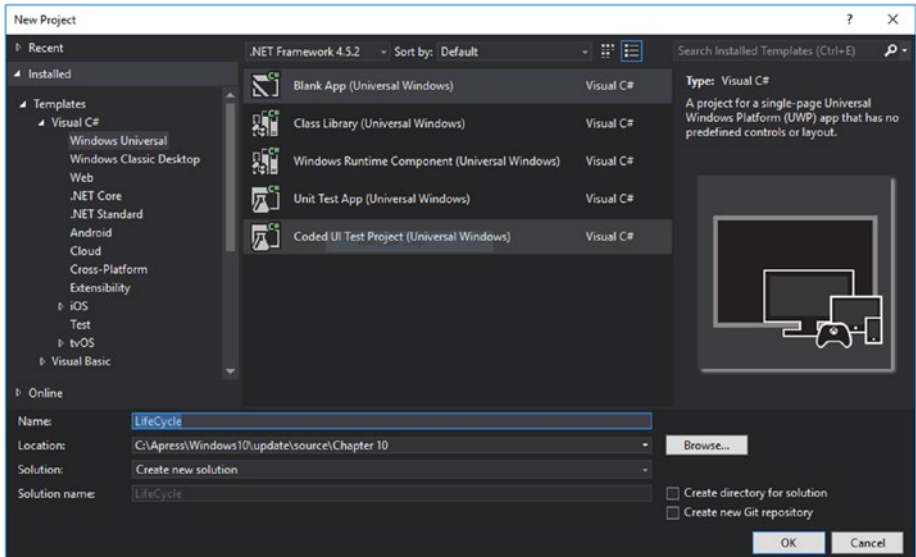 New Project
? ×
Recent
.NET Framework 4.5.2 Sort by: Default
Search Installed Templates (Ctrl+E)
Installed
Templates
Visual C#
Windows Universal
Windows Classic Desktop
Web
.NET Core
.NET Standard
Android
Cloud
Cross-Platform
Extensibility
iOS
Test
tvOS
Visual Basic
Online
Blank App (Universal Windows) Visual C#
Class Library (Universal Windows) Visual C#
Windows Runtime Component (Universal Windows) Visual C#
Unit Test App (Universal Windows) Visual C#
Coded UI Test Project (Universal Windows) Visual C#
Type: Visual C#
A project for a single-page Universal
Windows Platform (UWP) app that has no
predefined controls or layout.
Name: LifeCycle
Location: C:\Apress\Windows10\update\source\Chapter 10
Browse...
Solution: Create new solution
Solution name: LifeCycle
Create directory for solution
Create new Git repository
OK Cancel